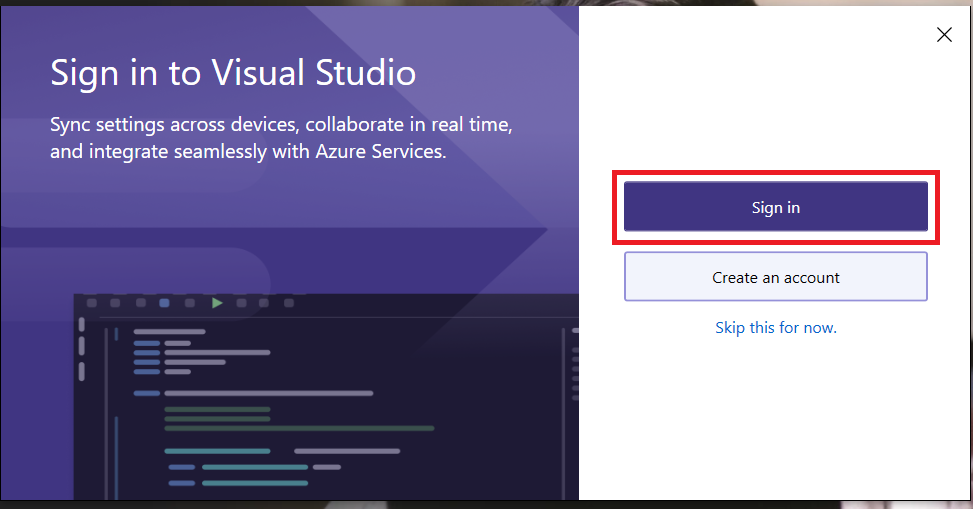 Sign in to Visual Studio
Sync settings across devices, collaborate in real time,
and integrate seamlessly with Azure Services.
Sign in
Create an account
Skip this for now.